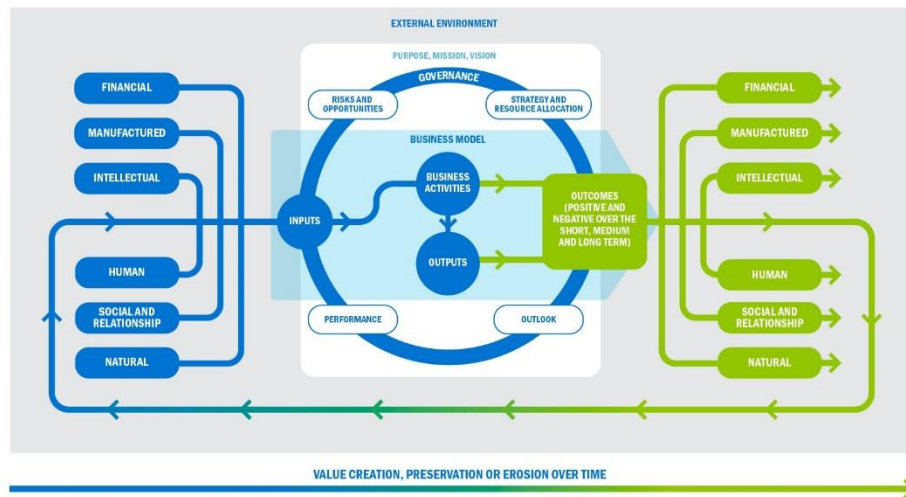 EXTERNAL ENVIRONMENT
PURPOSE, MISSION, VISION
GOVERNANCE
RISKS AND
OPPORTUNITIES
STRATEGY AND
RESOURCE ALLOCATION
FINANCIAL
MANUFACTURED
INTELLECTUAL
HUMAN
SOCIAL AND
RELATIONSHIP
NATURAL
BUSINESS MODEL
INPUTS
BUSINESS
ACTIVITIES
OUTPUTS
OUTCOMES
(POSITIVE AND
NEGATIVE OVER THE
SHORT, MEDIUM
AND LONG TERM)
PERFORMANCE
OUTLOOK
FINANCIAL
MANUFACTURED
INTELLECTUAL
HUMAN
SOCIAL AND
RELATIONSHIP
NATURAL
VALUE CREATION, PRESERVATION OR EROSION OVER TIME